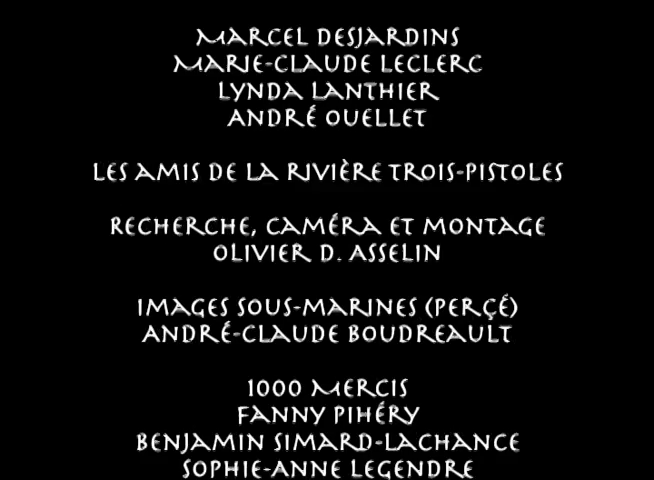 MARCEL DESJARDINS
MARIE-CLAUDE LECLERC
LYNDA LANTHIER
ANDRÉ OUELLET
LES AMIS DE LA RIVIÈRE TROIS-PISTOLES
RECHERCHE, CAMÉRA ET MONTAGE
OLIVIER D. ASSELIN
IMAGES SOUS-MARINES (PERÇÉ)
ANDRÉ-CLAUDE BOUDREAULT
1000 MERCIS
FANNY PIHÉRY
BENJAMIN SIMARD-LACHANCE
SOPHIE-ANNE LEGENDRE